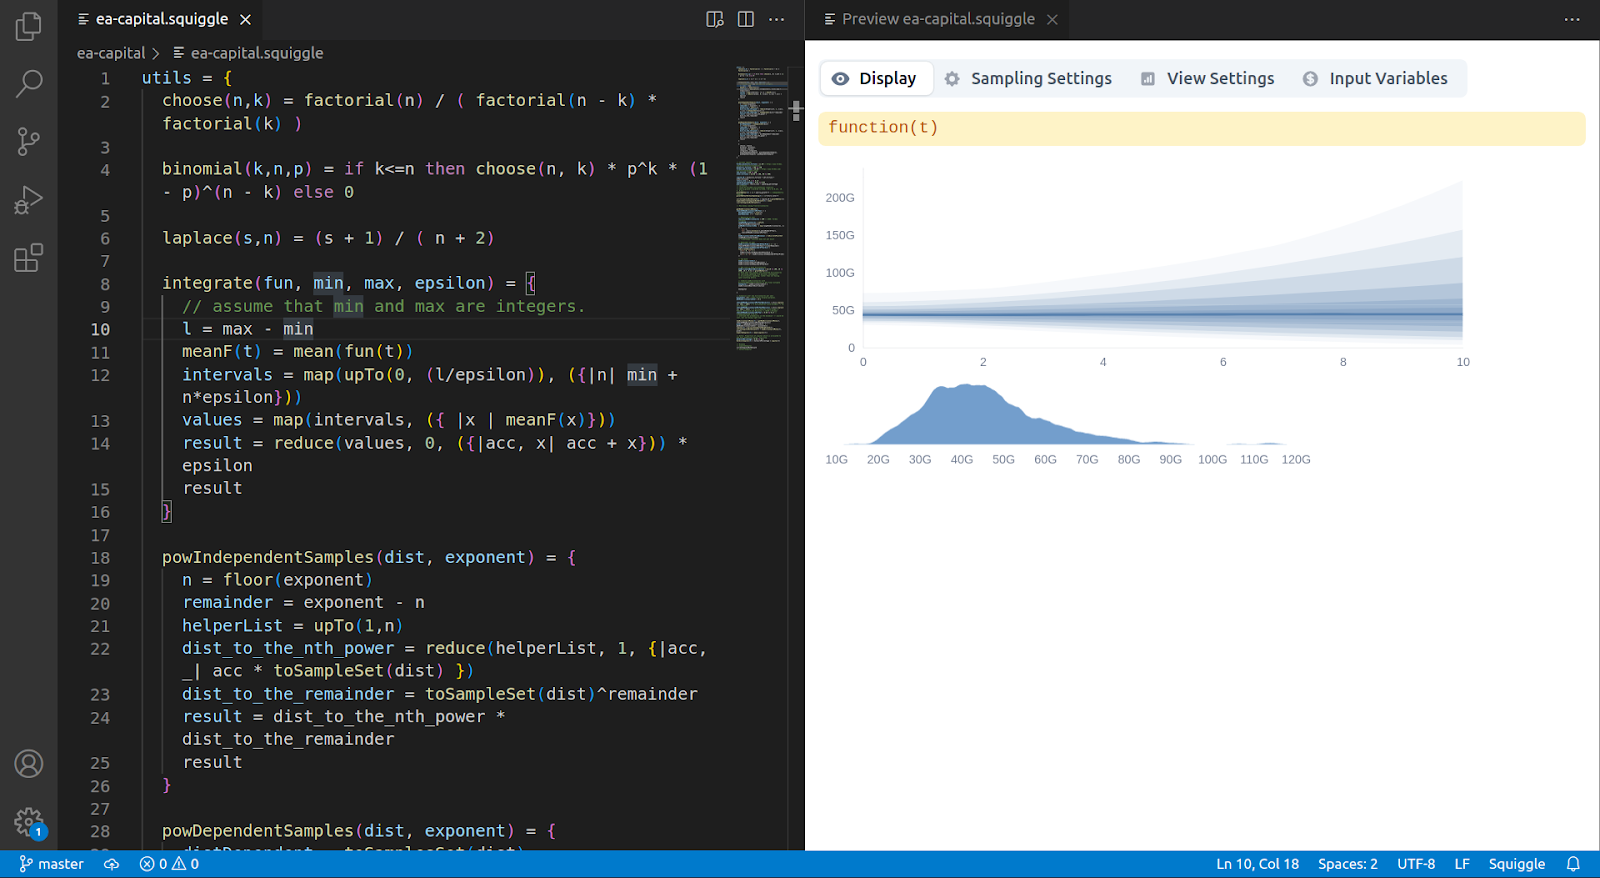 ea-capital.squiggle
Preview ea-capital.squiggle
ea-capital > ea-capital.squiggle
1 utils = {
2 choose(n,k) = factorial(n) / ( factorial(n - k) *
factorial(k) )
3
4 binomial(k,n,p) = if k<=n then choose(n, k) * p^k * (1
- p)^(n - k) else 0
5
6 laplace(s,n) = (s + 1) / ( n + 2)
7
8 integrate(fun, min, max, epsilon) = {
9 // assume that min and max are integers.
10 l = max - min
11 meanF(t) = mean(fun(t))
12 intervals = map(upTo(0, (l/epsilon)), ({|n| min +
n*epsilon}))
13 values = map(intervals, ({ |x | meanF(x)}))
14 result = reduce(values, 0, ({|acc, x| acc + x})) *
epsilon
15 result
16 }
17
18 powIndependentSamples(dist, exponent) = {
19 n = floor(exponent)
20 remainder = exponent - n
21 helperList = upTo(1,n)
22 dist_to_the_nth_power = reduce(helperList, 1, {|acc,
_| acc * toSampleSet(dist) })
23 dist_to_the_remainder = toSampleSet(dist)^remainder
24 result = dist_to_the_nth_power *
dist_to_the_remainder
25 result
26 }
27
28 powDependentSamples(dist, exponent) = {
Display Sampling Settings View Settings Input Variables
function(t)
200G
150G
100G
50G
0
0 2 4 6 8 10
10G 20G 30G 40G 50G 60G 70G 80G 90G 100G 110G 120G
1
master 0 0 Ln 10, Col 18 Spaces: 2 UTF-8 LF Squiggle